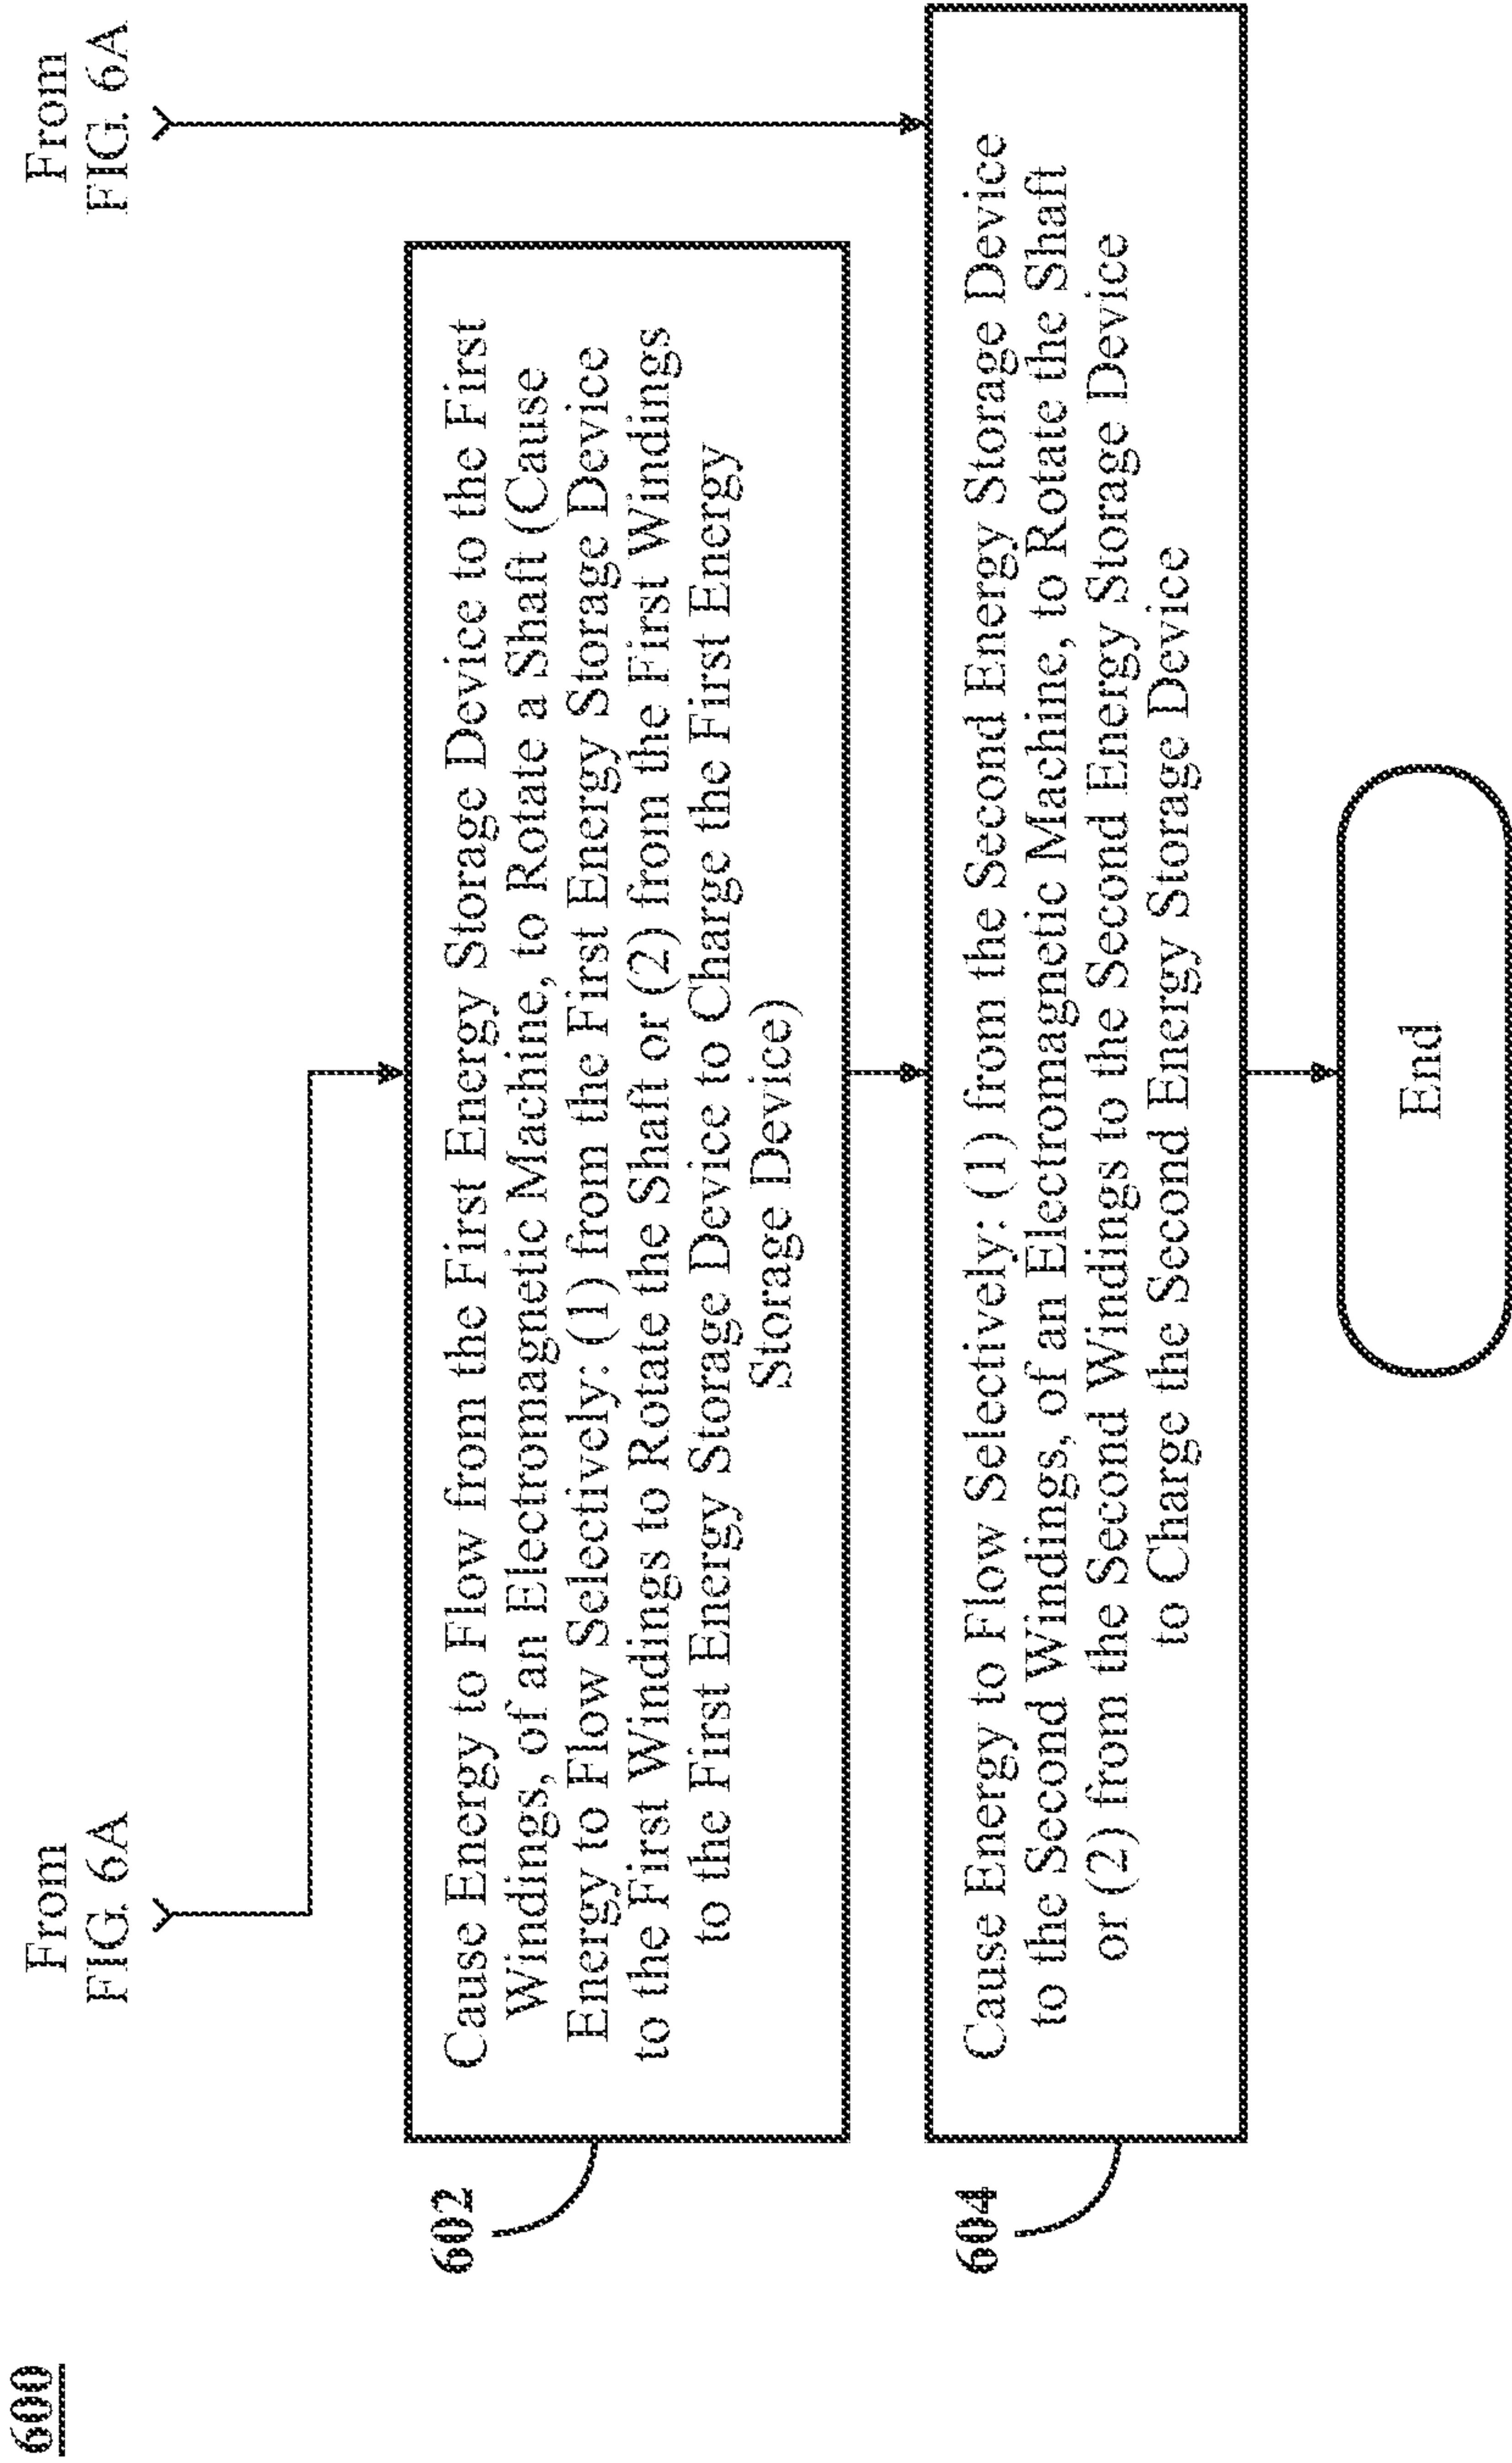 600
From
FIG. 6A
From
FIG. 6A
602
Cause Energy to Flow from the First Energy Storage Device to the First
Windings, of an Electromagnetic Machine, to Rotate a Shaft (Cause
Energy to Flow Selectively: (1) from the First Energy Storage Device
to the First Windings to Rotate the Shaft or (2) from the First Windings
to the First Energy Storage Device to Charge the First Energy
Storage Device)
604
Cause Energy to Flow Selectively: (1) from the Second Energy Storage Device
to the Second Windings, of an Electromagnetic Machine, to Rotate the Shaft
or (2) from the Second Windings to the Second Energy Storage Device
to Charge the Second Energy Storage Device
End